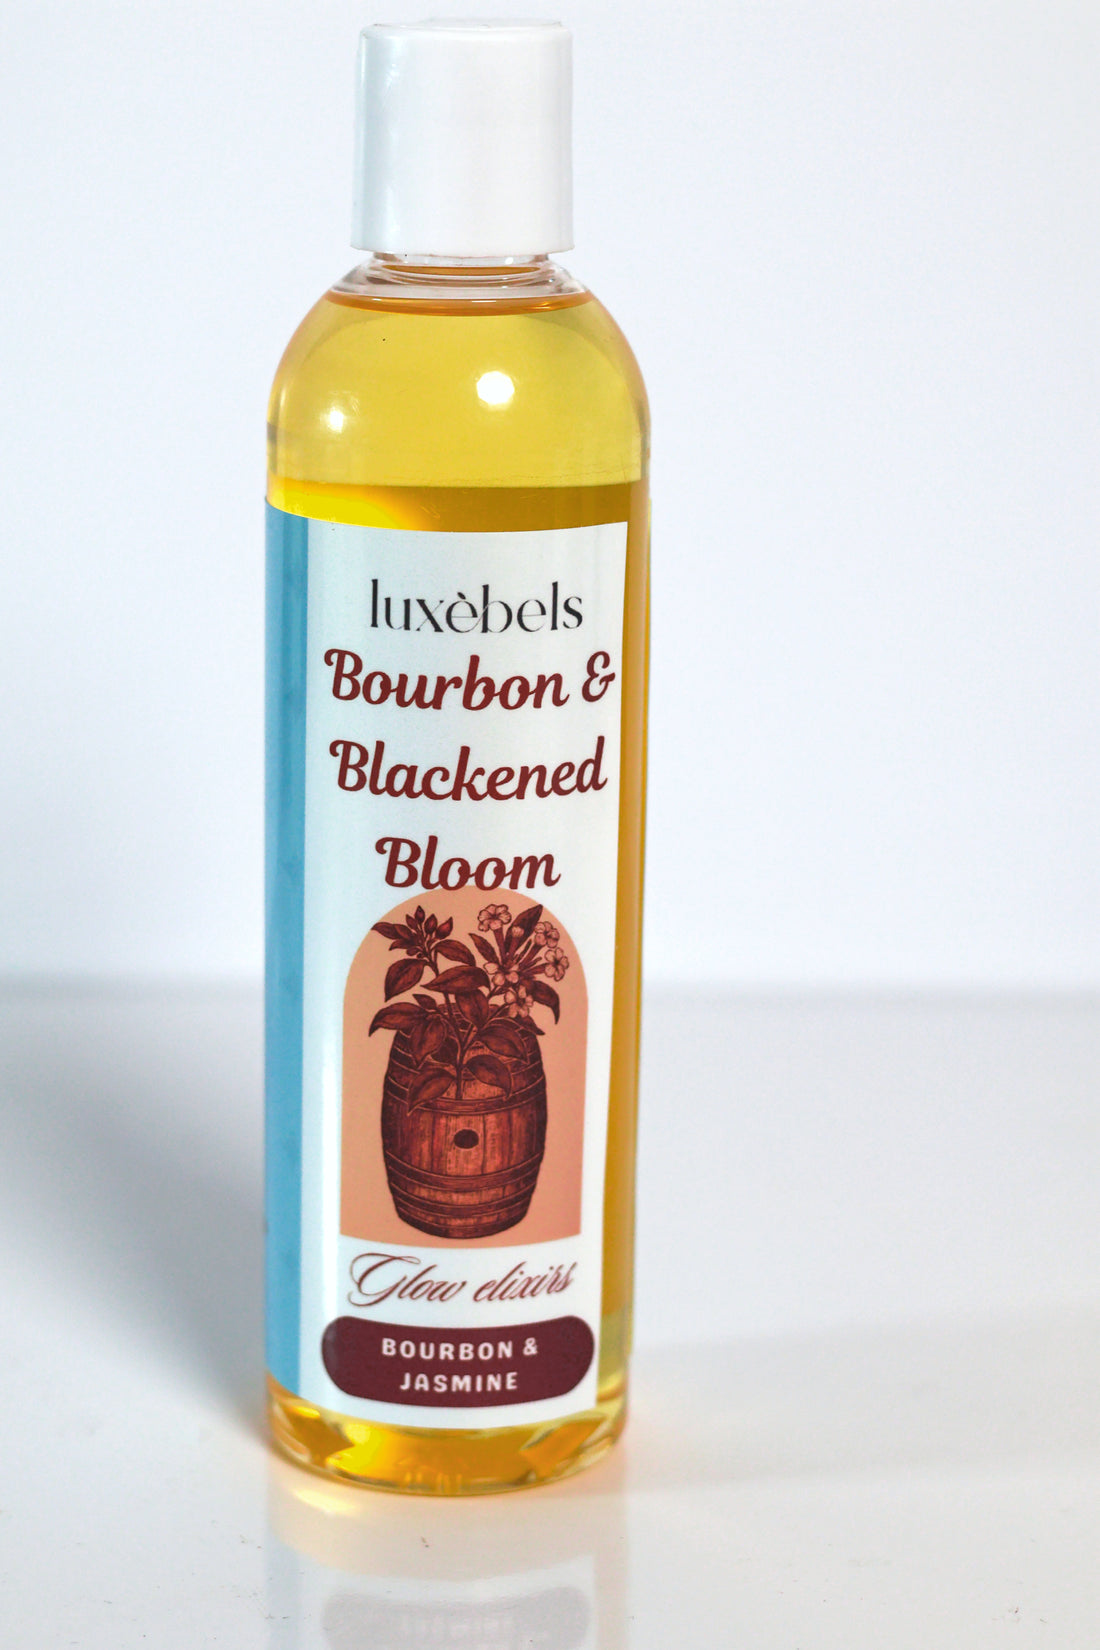 luxèbels
Bourbon &
Blackened
Bloom
Glow elixirs
BOURBON &
JASMINE